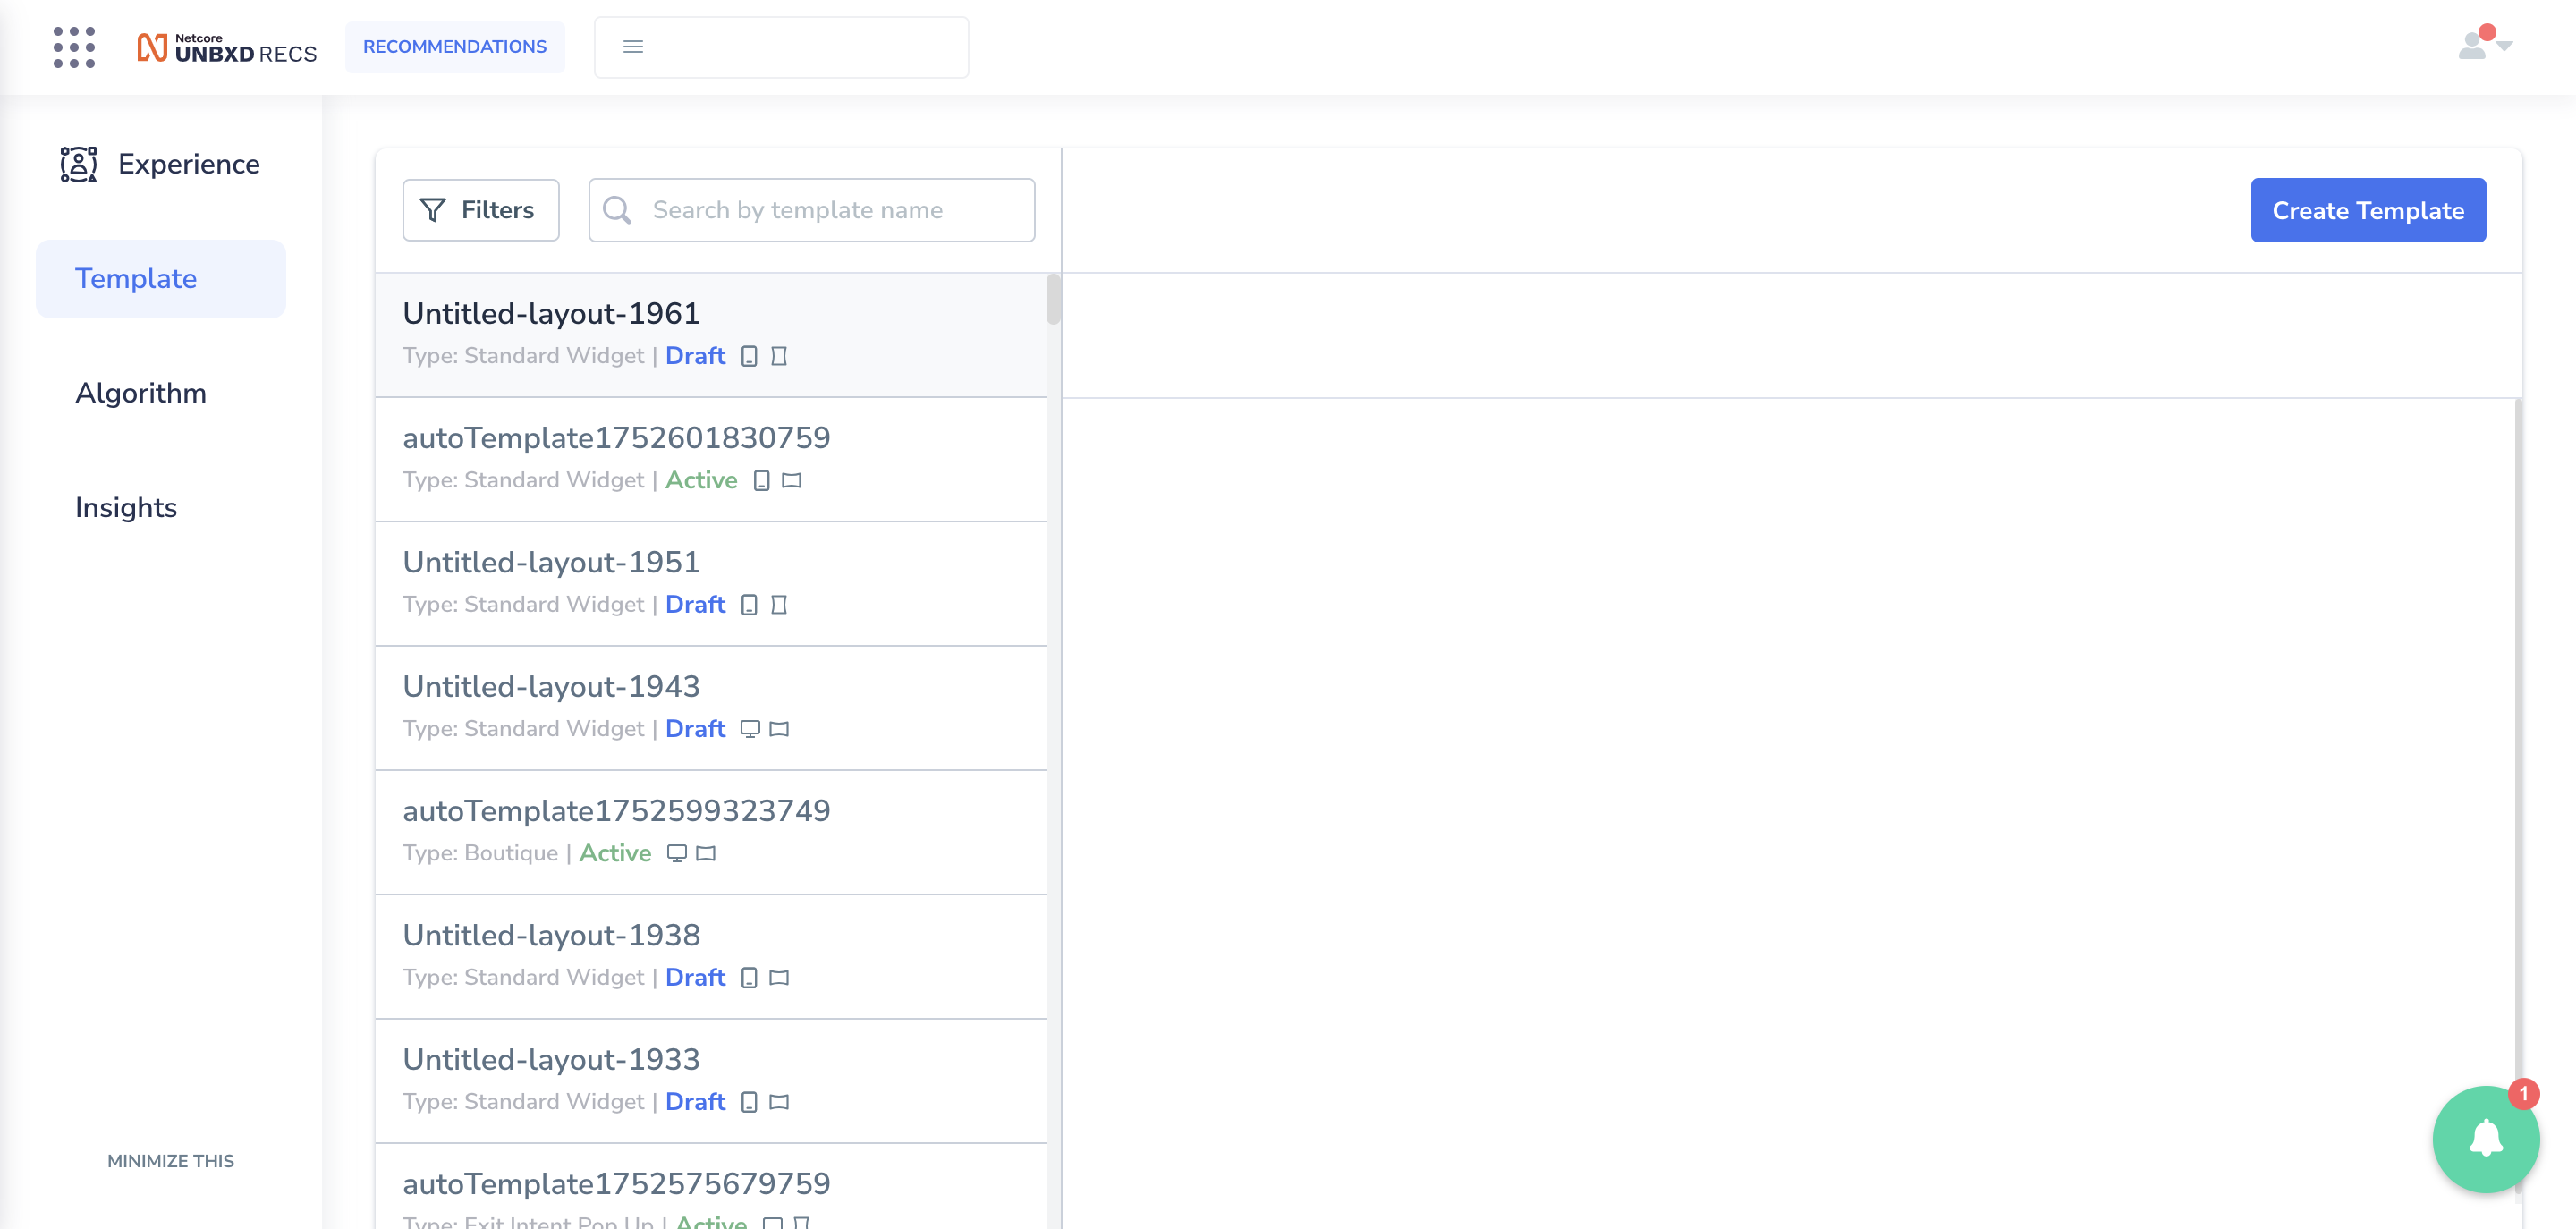 Netcore
UNBXD RECS
RECOMMENDATIONS
Experience
Template
Algorithm
Insights
MINIMIZE THIS
Filters
Search by template name
Create Template
Untitled-layout-1961
Type: Standard Widget | Draft
autoTemplate1752601830759
Type: Standard Widget | Active
Untitled-layout-1951
Type: Standard Widget | Draft
Untitled-layout-1943
Type: Standard Widget | Draft
autoTemplate1752599323749
Type: Boutique | Active
Untitled-layout-1938
Type: Standard Widget | Draft
Untitled-layout-1933
Type: Standard Widget | Draft
autoTemplate1752575679759
Type: Exit Intent Pop Up | Active
1